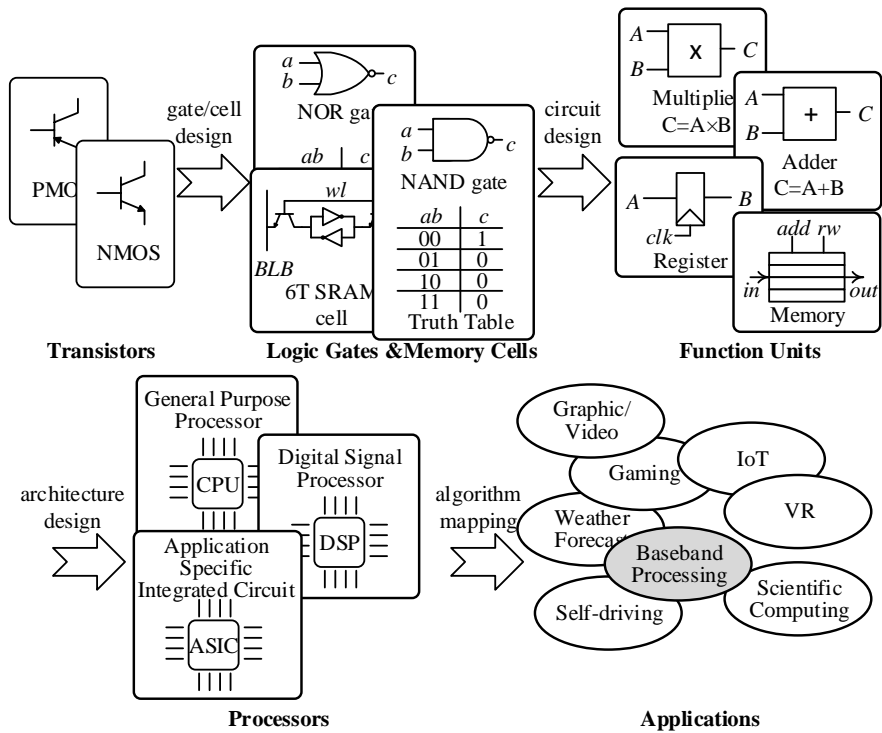 PMO
NMOS
Transistors
gate/cell
design
a
b
c
NOR ga
ab c
wl
BLB
6T SRAM
cell
a
b
c
NAND gate
ab c
00 1
01 0
10 0
11 0
Truth Table
Logic Gates &Memory Cells
circuit
design
A
B
x
C
Multiplie
C=A×B
A
B
+
C
Adder
C=A+B
A
B
clk
Register
add rw
in
out
Memory
Function Units
architecture
design
General Purpose
Processor
CPU
Digital Signal
Processor
DSP
Application
Specific
Integrated Circuit
ASIC
Processors
algorithm
mapping
Graphic/
Video
Gaming
IoT
VR
Weather
Forecast
Baseband
Processing
Self-driving
Scientific
Computing
Applications